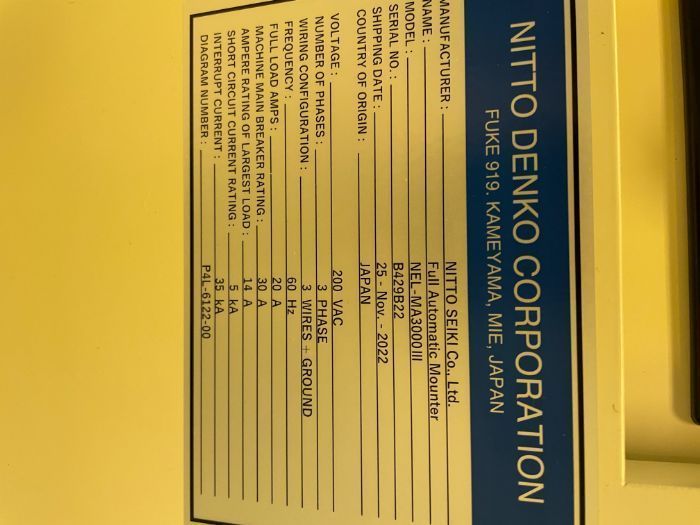 NITTO DENKO CORPORATION
FUKE 919. KAMEYAMA, MIE, JAPAN
MANUFACTURER: NITTO SEIKI Co., Ltd.
NAME: Full Automatic Mounter
MODEL: NEL-MA3000III
SERIAL NO.: B429B22
SHIPPING DATE: 25 - Nov. - 2022
COUNTRY OF ORIGIN: JAPAN
VOLTAGE: 200 VAC
NUMBER OF PHASES: 3 PHASE
WIRING CONFIGURATION: 3 WIRES + GROUND
FREQUENCY: 60 Hz
FULL LOAD AMPS: 20 A
MACHINE MAIN BREAKER RATING: 30 A
AMPERE RATING OF LARGEST LOAD: 14 A
SHORT CIRCUIT CURRENT RATING: 5 kA
INTERRUPT CURRENT: 35 kA
DIAGRAM NUMBER: P4L-6122-00